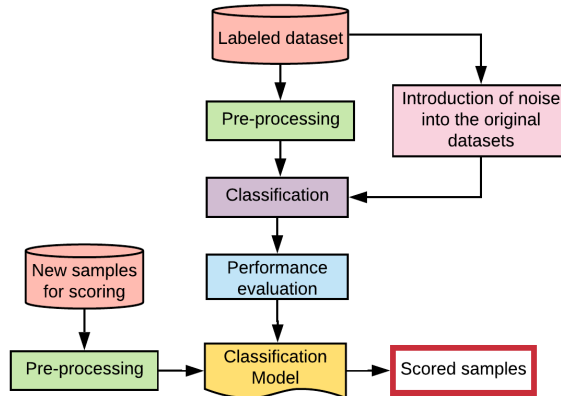 Labeled dataset
Introduction of noise
into the original
datasets
Pre-processing
Classification
New samples
for scoring
Performance
evaluation
Pre-processing
Classification
Model
Scored samples